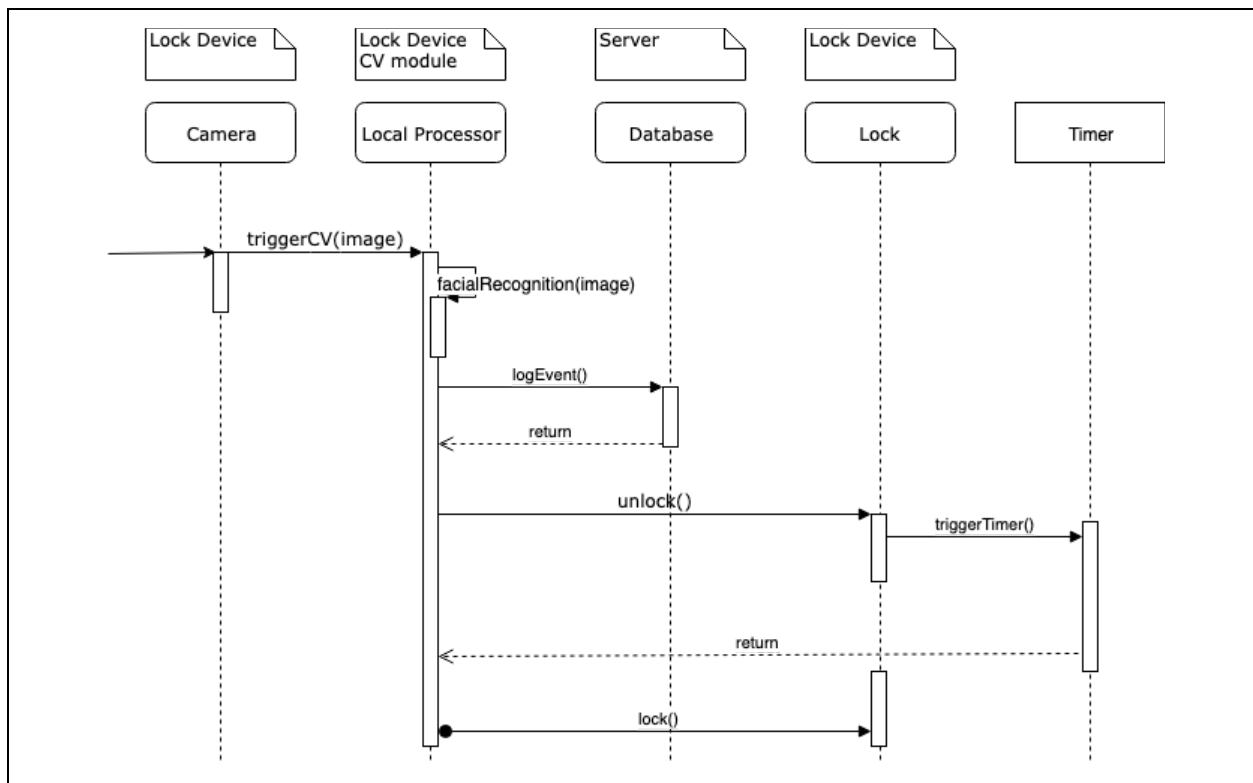 Lock Device
Lock Device
CV module
Server
Lock Device
Camera
Local Processor
Database
Lock
Timer
triggerCV(image)
facialRecognition(image)
logEvent()
return
unlock()
triggerTimer()
return
lock()